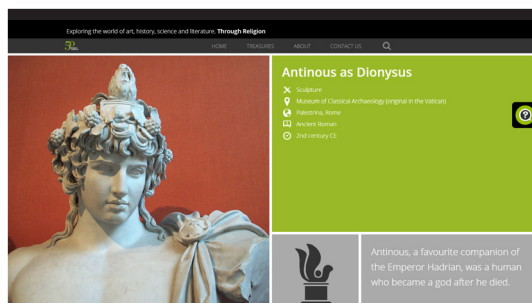 Exploring the world of art, history, science and literature. Through Religion
HOME TREASURES ABOUT CONTACT US
Antinous as Dionysus
Sculpture
Museum of Classical Archaeology (original in the Vatican)
Palestrina, Rome
Ancient Roman
2nd century CE
Antinous, a favourite companion of
the Emperor Hadrian, was a human
who became a god after he died.